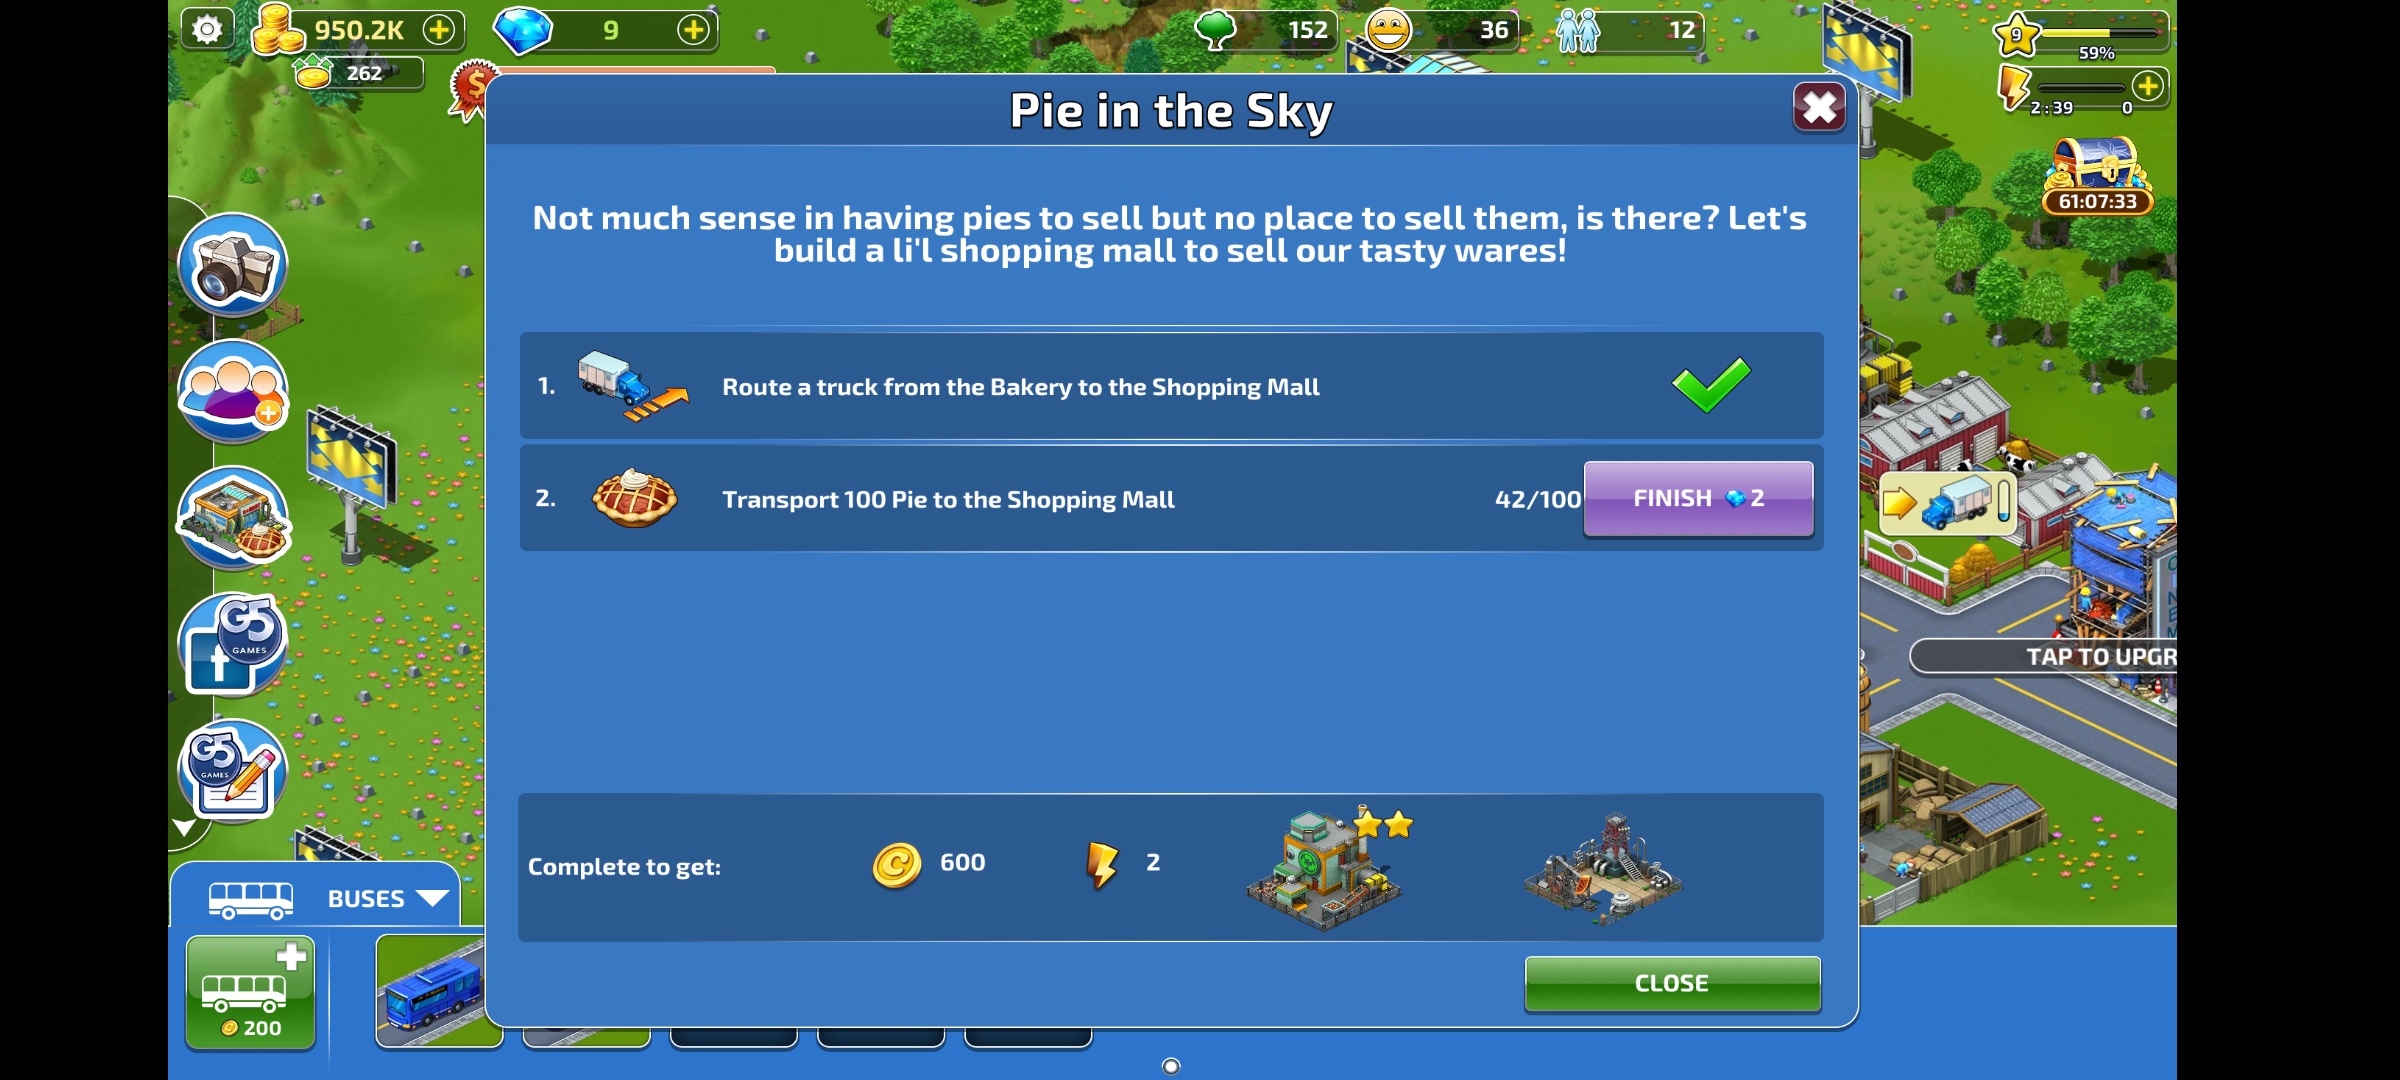 950.2K
9
152
36
12
9
59%
262
2:39
0
Pie in the Sky
61:07:33
Not much sense in having pies to sell but no place to sell them, is there? Let's
build a li'l shopping mall to sell our tasty wares!
1.
Route a truck from the Bakery to the Shopping Mall
2.
Transport 100 Pie to the Shopping Mall
42/100
FINISH 2
G5
GAMES
f
TAP TO UPGR
G5
GAMES
Complete to get:
600
2
BUSES
CLOSE
200